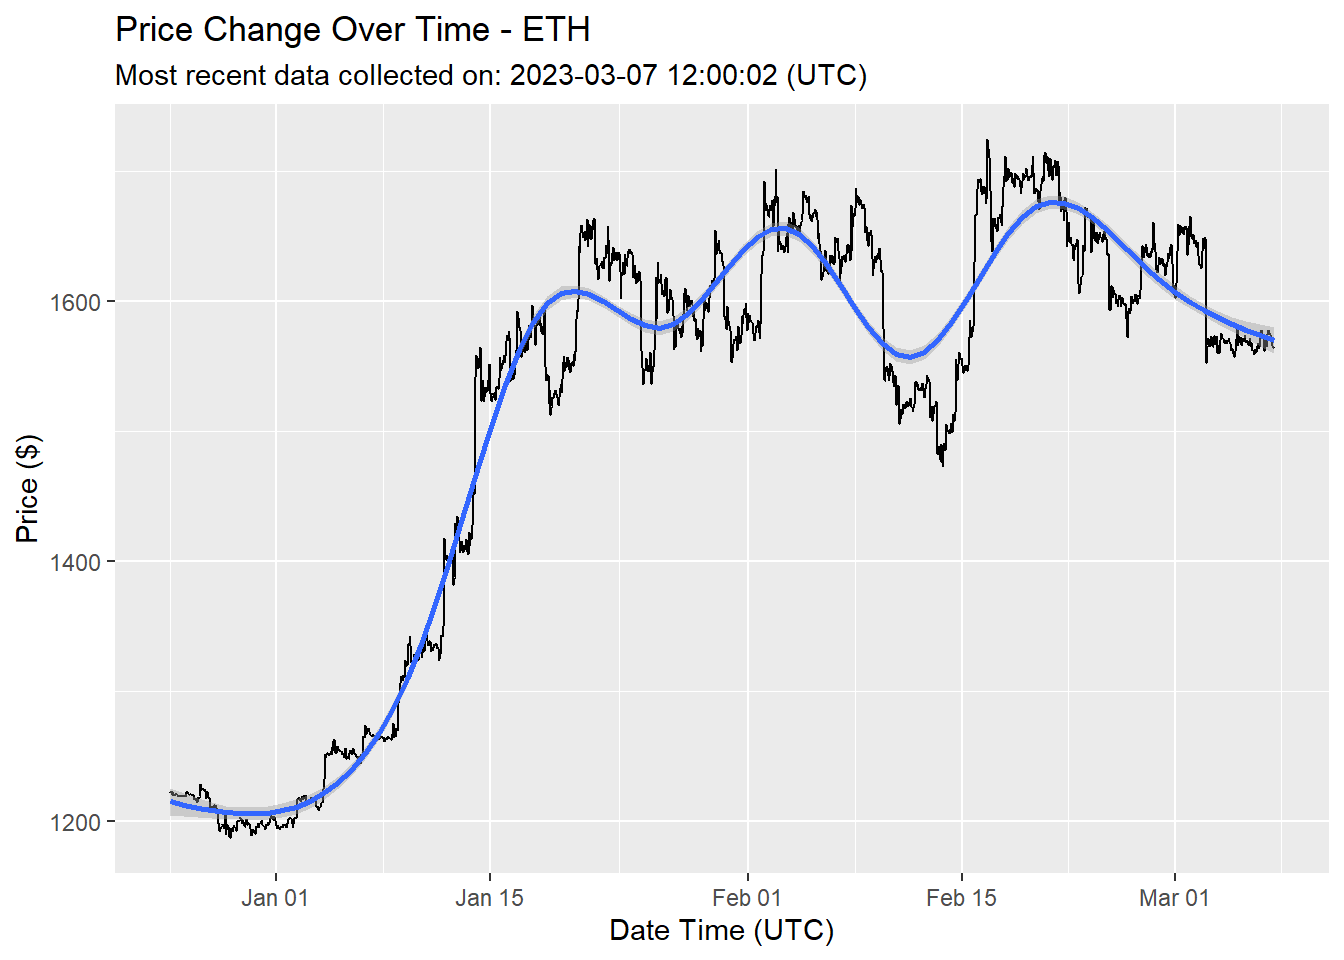 Price Change Over Time - ETH
Most recent data collected on: 2023-03-07 12:00:02 (UTC)
Price ($)
1600
1400
1200
Jan 01
Jan 15
Feb 01
Feb 15
Mar 01
Date Time (UTC)